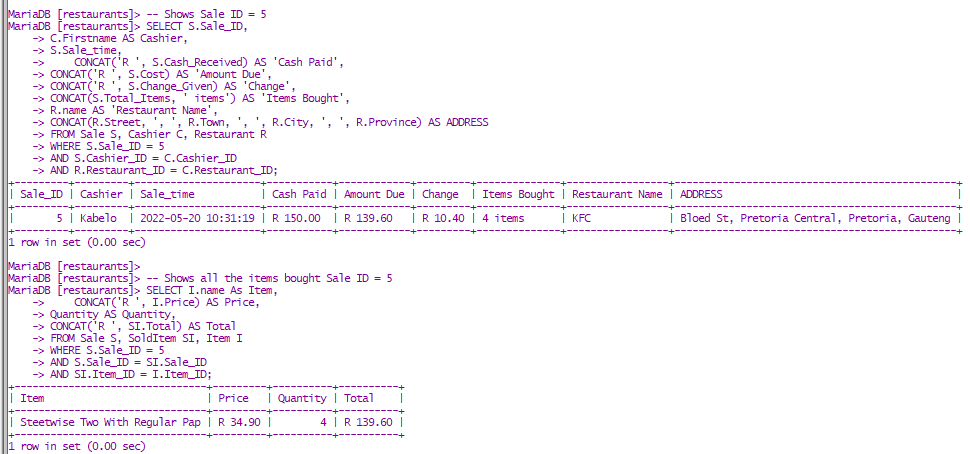 MariaDB [restaurants]> -- Shows Sale ID = 5
MariaDB [restaurants]> SELECT S.Sale_ID,
    -> C.Firstname AS Cashier,
    -> S.Sale_time,
    ->     CONCAT('R ', S.Cash_Received) AS 'Cash Paid',
    -> CONCAT('R ', S.Cost) AS 'Amount Due',
    -> CONCAT('R ', S.Change_Given) AS 'Change',
    -> CONCAT(S.Total_Items, ' items') AS 'Items Bought',
    -> R.name AS 'Restaurant Name',
    -> CONCAT(R.Street, ', ', R.Town, ', ', R.City, ', ', R.Province) AS ADDRESS
    -> FROM Sale S, Cashier C, Restaurant R
    -> WHERE S.Sale_ID = 5
    -> AND S.Cashier_ID = C.Cashier_ID
    -> AND R.Restaurant_ID = C.Restaurant_ID;
| Sale_ID | Cashier | Sale_time           | Cash Paid | Amount Due | Change  | Items Bought | Restaurant Name | ADDRESS                                      |
|       5 | Kabelo  | 2022-05-20 10:31:19 | R 150.00  | R 139.60   | R 10.40 | 4 items      | KFC             | Bloed St, Pretoria Central, Pretoria, Gauteng |
1 row in set (0.00 sec)
MariaDB [restaurants]>
MariaDB [restaurants]> -- Shows all the items bought Sale ID = 5
MariaDB [restaurants]> SELECT I.name As Item,
    ->     CONCAT('R ', I.Price) AS Price,
    -> Quantity AS Quantity,
    -> CONCAT('R ', SI.Total) AS Total
    -> FROM Sale S, SoldItem SI, Item I
    -> WHERE S.Sale_ID = 5
    -> AND S.Sale_ID = SI.Sale_ID
    -> AND SI.Item_ID = I.Item_ID;
| Item                           | Price   | Quantity | Total    |
| Steetwise Two With Regular Pap | R 34.90 |        4 | R 139.60 |
1 row in set (0.00 sec)